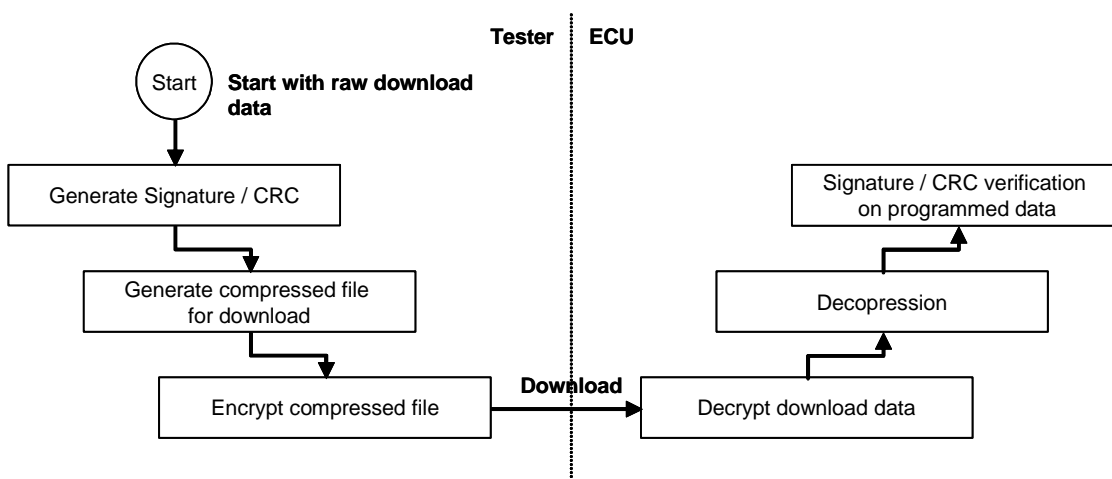 Tester
ECU
Start
Start with raw download
data
Generate Signature / CRC
Signature / CRC verification
on programmed data
Generate compressed file
for download
Decopression
Encrypt compressed file
Download
Decrypt download data